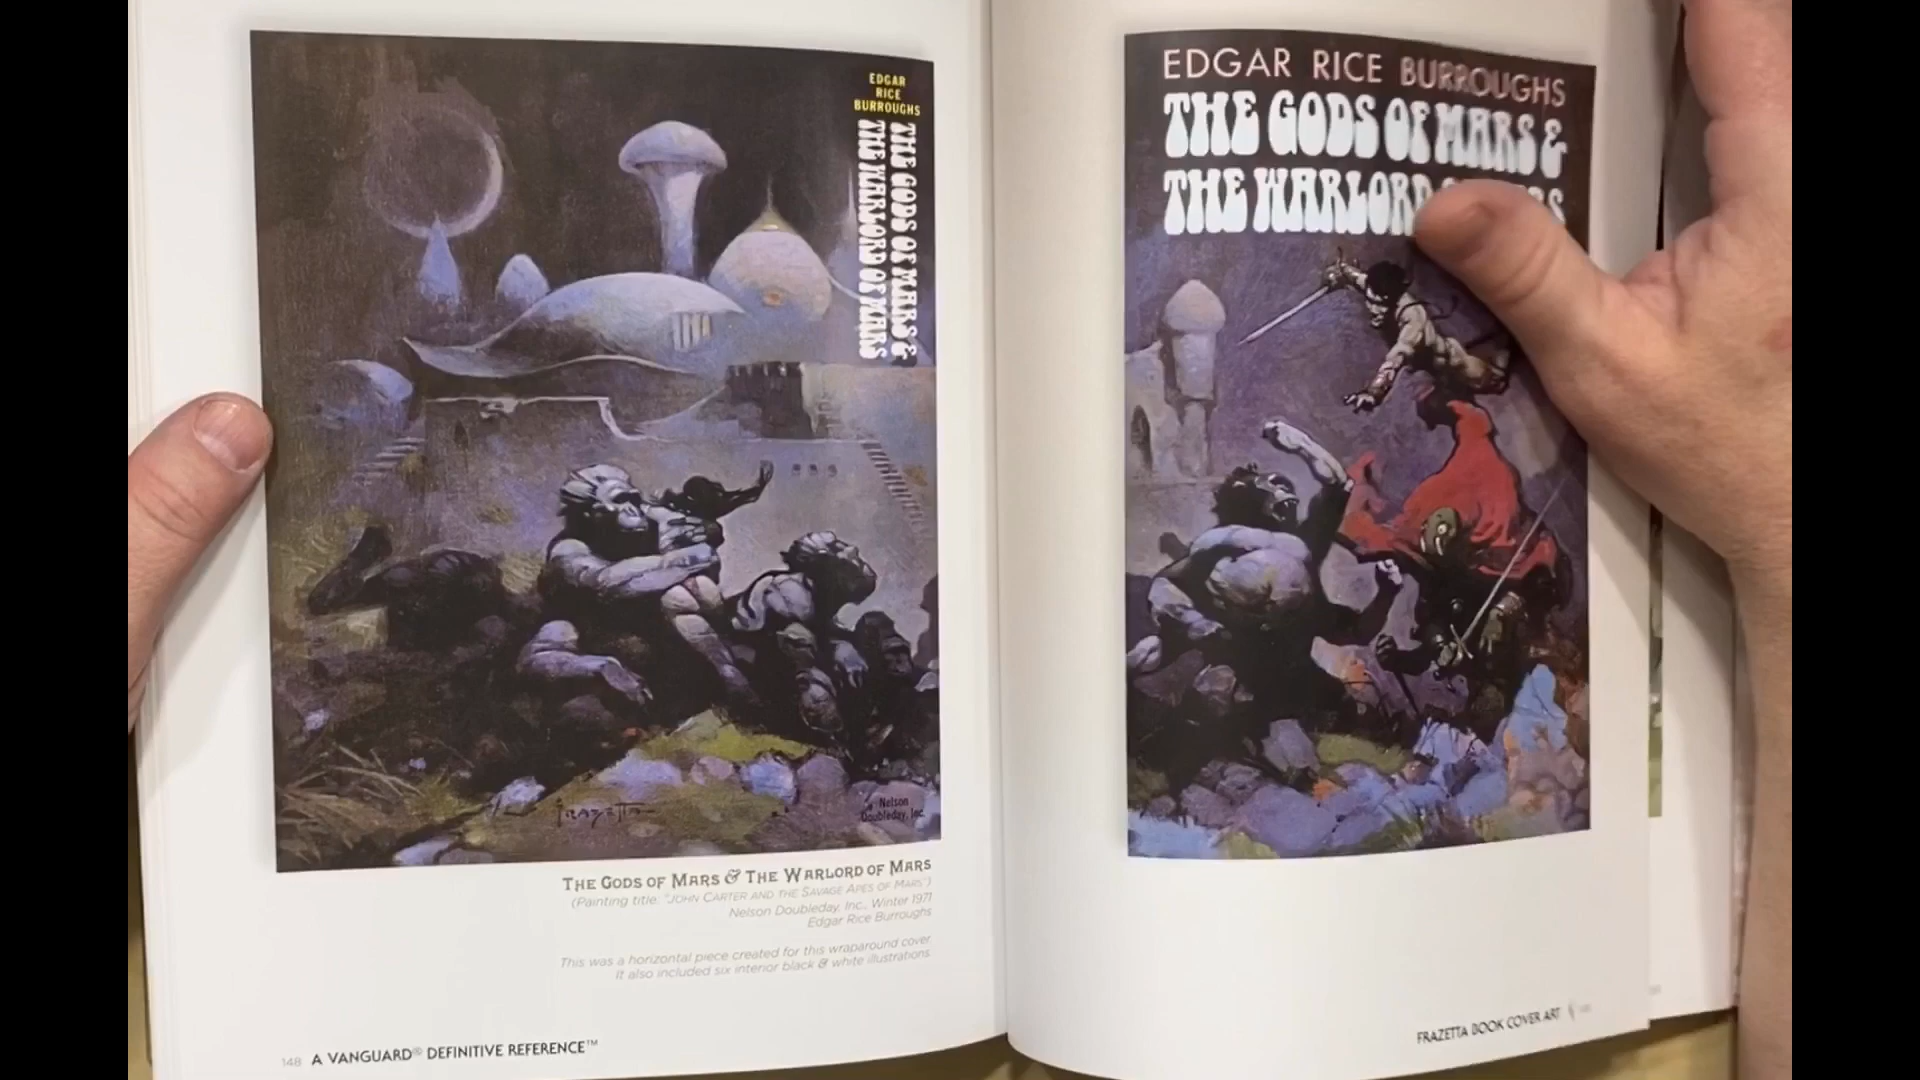 EDGAR
RICE
BURROUGHS
THE GODS OF MARS &
THE WARLORD OF MARS
FRAZETTA
Nelson
Doubleday, Inc
THE GODS OF MARS & THE WARLORD OF MARS
(Painting title: "JOHN CARTER AND THE SAVAGE APES OF MARS")
Nelson Doubleday, Inc., Winter 1971
Edgar Rice Burroughs
This was a horizontal piece created for this wraparound cover.
It also included six interior black & white illustrations.
148 A VANGUARD® DEFINITIVE REFERENCE™
EDGAR RICE BURROUGHS
THE GODS OF MARS &
THE WARLORD
FRAZETTA BOOK COVER ART